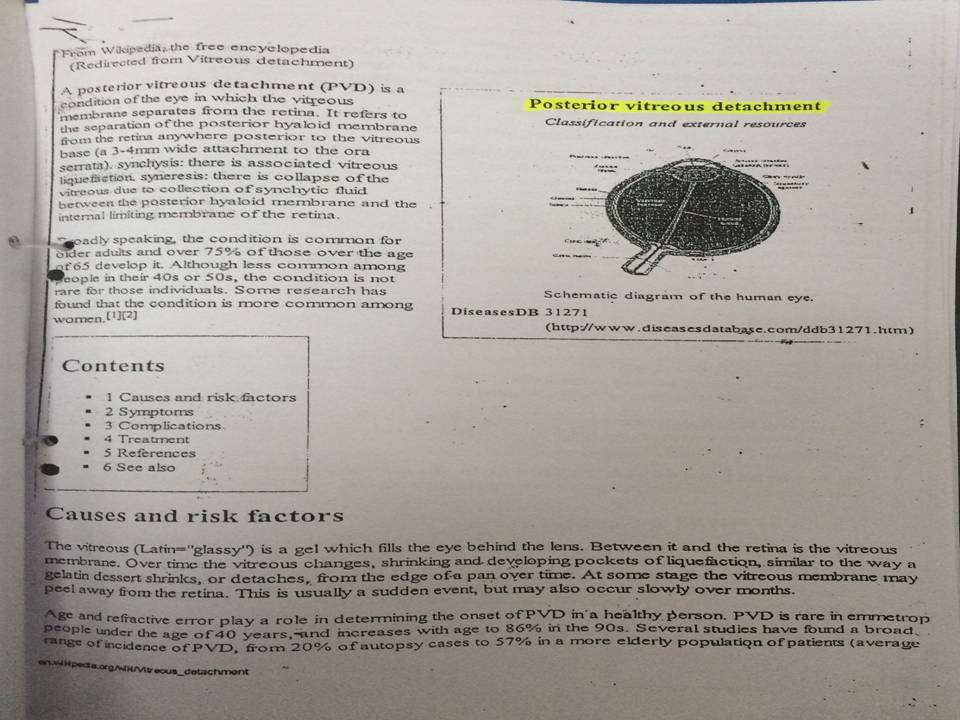 From Wikipedia, the free encyclopedia
(Redirected from Vitreous detachment)
A posterior vitreous detachment (PVD) is a
condition of the eye in which the vitreous
membrane separates from the retina. It refers to
the separation of the posterior hyaloid membrane
from the retina anywhere posterior to the vitreous
base (a 3-4mm wide attachment to the ora
serrata). synchysis: there is associated vitreous
liquefaction. syneresis: there is collapse of the
vitreous due to collection of synchytic fluid
between the posterior hyaloid membrane and the
internal limiting membrane of the retina.
Broadly speaking, the condition is common for
older adults and over 75% of those over the age
of 65 develop it. Although less common among
people in their 40s or 50s, the condition is not
rare for those individuals. Some research has
found that the condition is more common among
women.[1][2]
Posterior vitreous detachment
Classification and external resources
Schematic diagram of the human eye.
DiseasesDB 31271
(http://www.diseasesdatabase.com/ddb31271.htm)
Contents
1 Causes and risk factors
2 Symptoms
3 Complications
4 Treatment
5 References
6 See also
Causes and risk factors
The vitreous (Latin="glassy") is a gel which fills the eye behind the lens. Between it and the retina is the vitreous
membrane. Over time the vitreous changes, shrinking and developing pockets of liquefaction, similar to the way a
gelatin dessert shrinks, or detaches, from the edge of a pan over time. At some stage the vitreous membrane may
peel away from the retina. This is usually a sudden event, but may also occur slowly over months.
Age and refractive error play a role in determining the onset of PVD in a healthy person. PVD is rare in emmetrop
people under the age of 40 years, and increases with age to 86% in the 90s. Several studies have found a broad
range of incidence of PVD, from 20% of autopsy cases to 57% in a more elderly population of patients (average
en.wikipedia.org/wiki/Vitreous_detachment